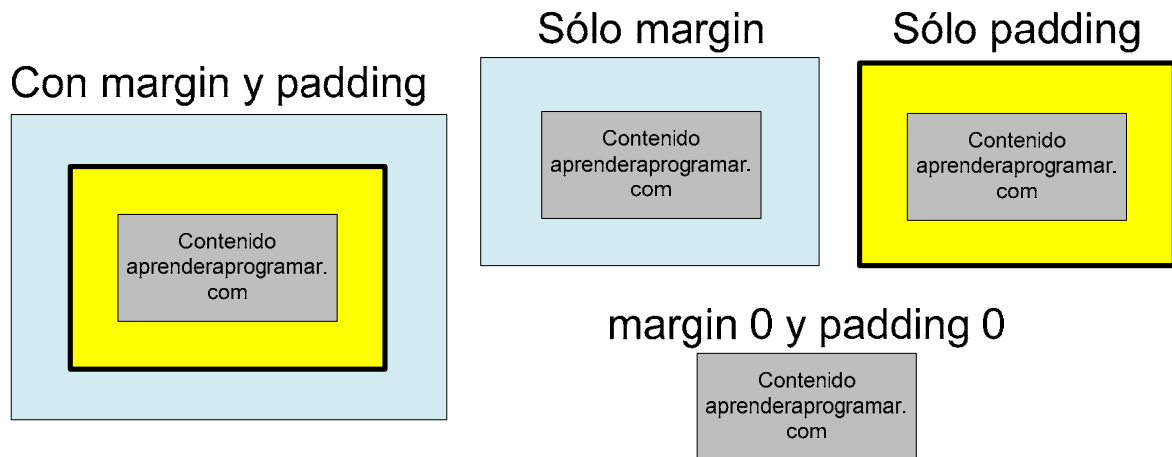 Con margin y padding
Contenido
aprenderaprogramar.
com
Sólo margin
Contenido
aprenderaprogramar.
com
Sólo padding
Contenido
aprenderaprogramar.
com
margin 0 y padding 0
Contenido
aprenderaprogramar.
com